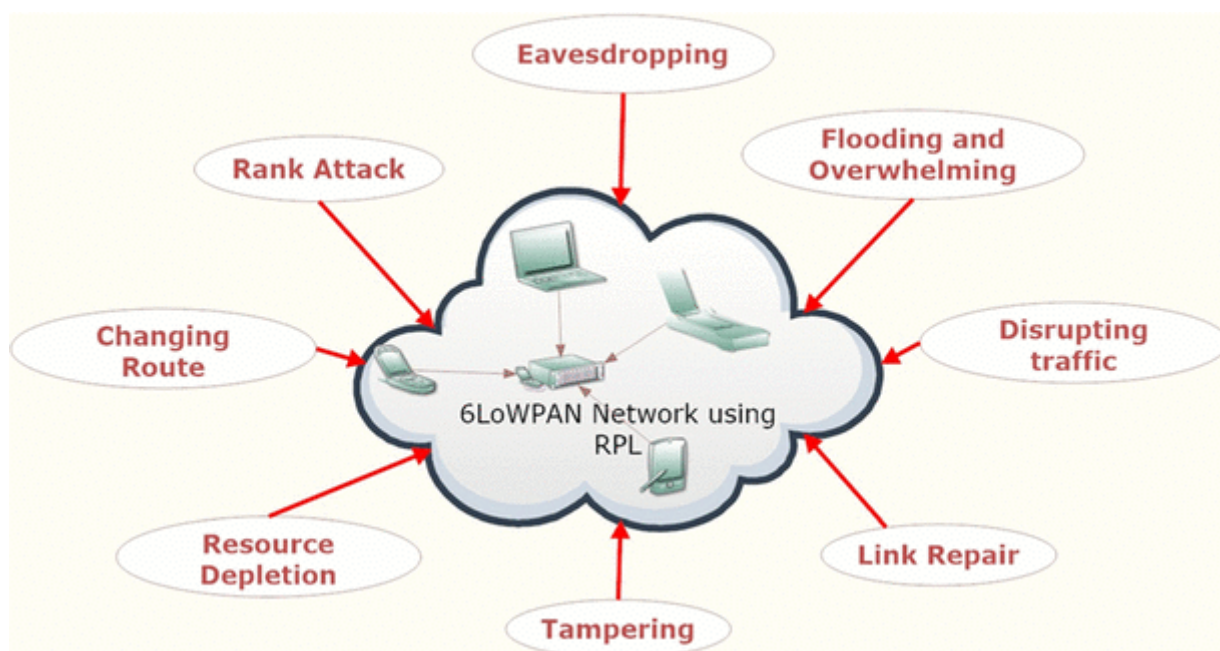 Eavesdropping
Flooding and
Overwhelming
Rank Attack
Changing
Route
Disrupting
traffic
6LoWPAN Network using
RPL
Resource
Depletion
Link Repair
Tampering